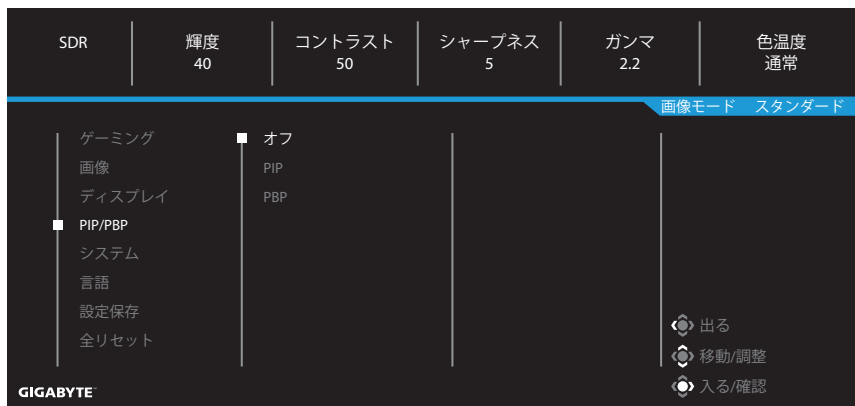 SDR
輝度
40
コントラスト
50
シャープネス
5
ガンマ
2.2
色温度
通常
画像モード スタンダード
ゲーミング
画像
ディスプレイ
PIP/PBP
システム
言語
設定保存
全リセット
オフ
PIP
PBP
出る
移動/調整
入る/確認
GIGABYTE™